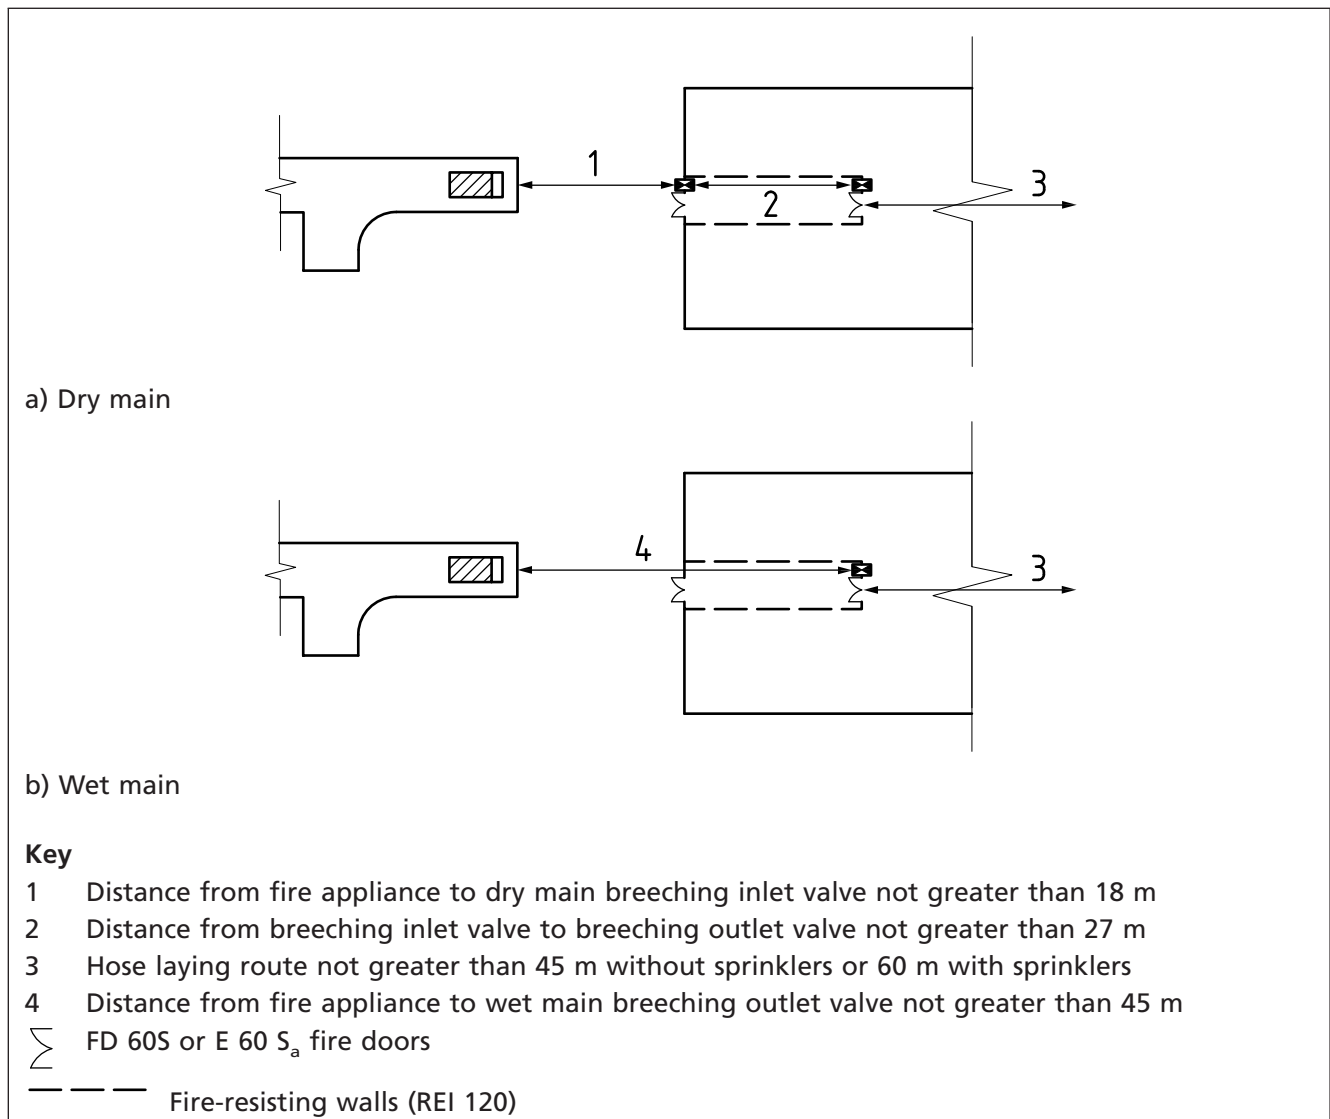 1
2
3
a) Dry main
4
3
b) Wet main
Key
1 Distance from fire appliance to dry main breeching inlet valve not greater than 18 m
2 Distance from breeching inlet valve to breeching outlet valve not greater than 27 m
3 Hose laying route not greater than 45 m without sprinklers or 60 m with sprinklers
4 Distance from fire appliance to wet main breeching outlet valve not greater than 45 m
FD 60S or E 60 Sₐ fire doors
Fire-resisting walls (REI 120)